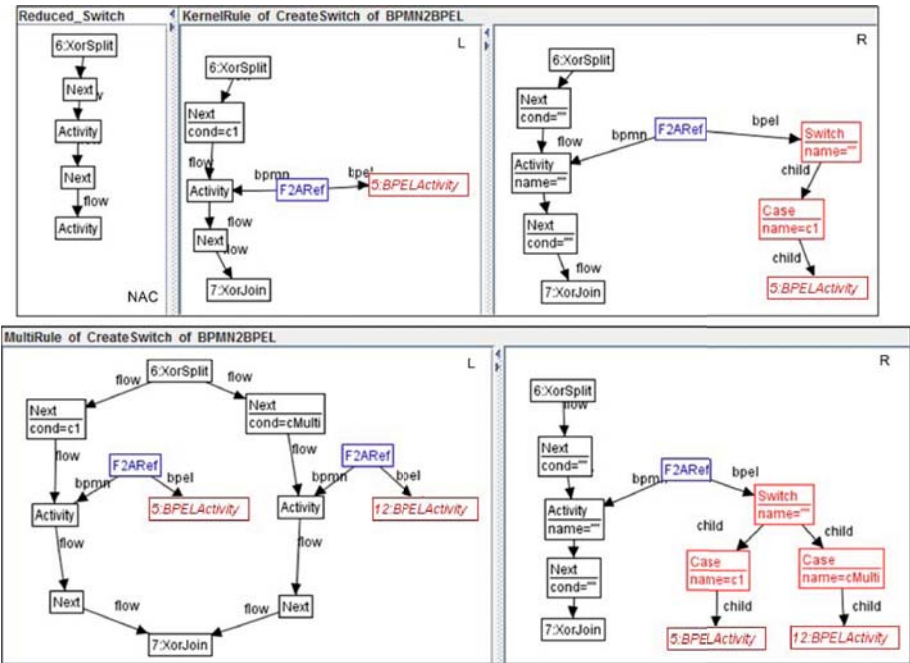 Reduced_Switch
6:XorSplit
Next
Activity
Next
flow
Activity
NAC
KernelRule of CreateSwitch of BPMN2BPEL
L
6:XorSplit
Next
cond=c1
flow
Activity
bpmn
F2ARef
bpel
5:BPELActivity
flow
Next
flow
7:XorJoin
R
6:XorSplit
Next
cond=""
flow
Activity
name=""
bpmn
F2ARef
bpel
Switch
name=""
child
Case
name=c1
child
5:BPELActivity
Next
cond=""
flow
7:XorJoin
MultiRule of CreateSwitch of BPMN2BPEL
L
6:XorSplit
flow
flow
Next
cond=c1
Next
cond=cMulti
flow
flow
F2ARef
bpmn
bpel
F2ARef
bpmn
bpel
Activity
5:BPELActivity
Activity
12:BPELActivity
flow
flow
Next
flow
flow
Next
7:XorJoin
R
6:XorSplit
flow
Next
cond=""
bpmn
F2ARef
bpel
Activity
name=""
Switch
name=""
child
child
Next
cond=""
Case
name=c1
Case
name=cMulti
flow
child
child
7:XorJoin
5:BPELActivity
12:BPELActivity